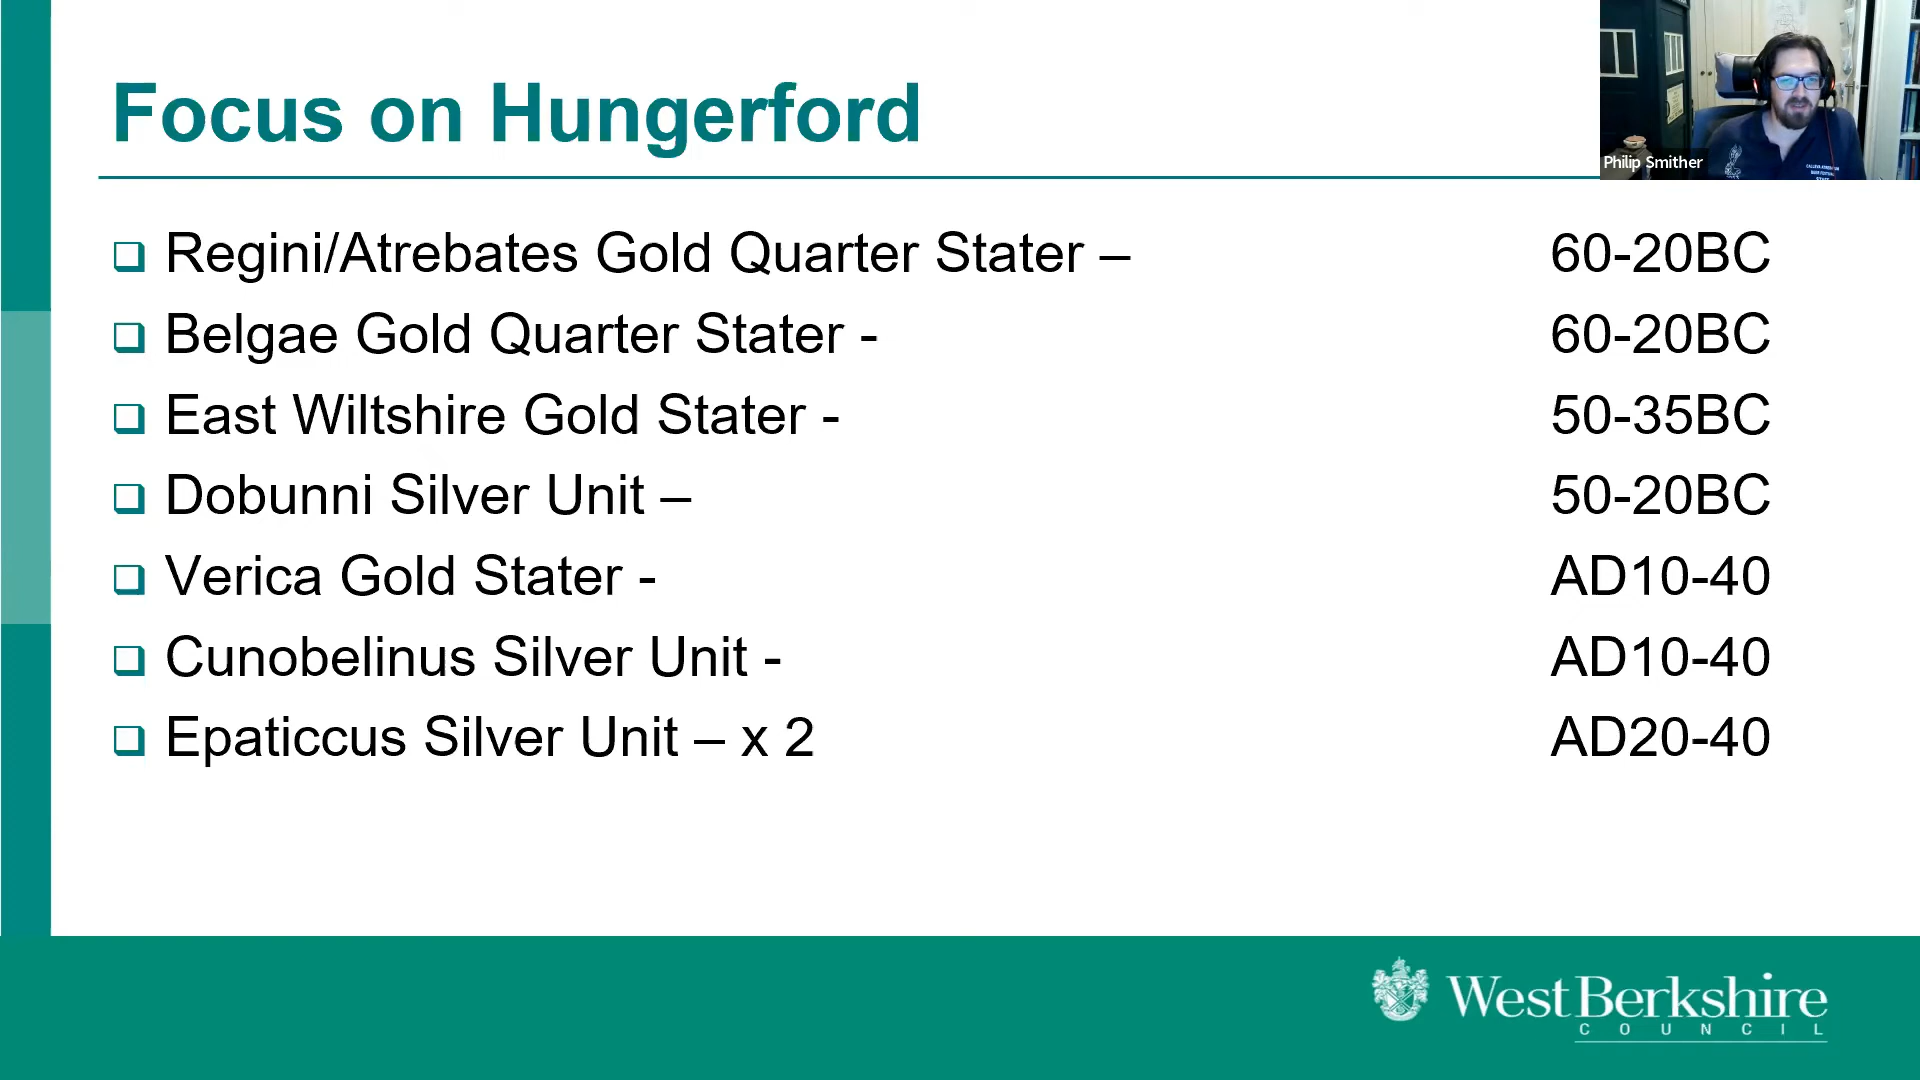 Focus on Hungerford
Philip Smither
❑ Regini/Atrebates Gold Quarter Stater – 60-20BC
❑ Belgae Gold Quarter Stater - 60-20BC
❑ East Wiltshire Gold Stater - 50-35BC
❑ Dobunni Silver Unit – 50-20BC
❑ Verica Gold Stater - AD10-40
❑ Cunobelinus Silver Unit - AD10-40
❑ Epaticcus Silver Unit – x 2 AD20-40
West Berkshire
COUNCIL